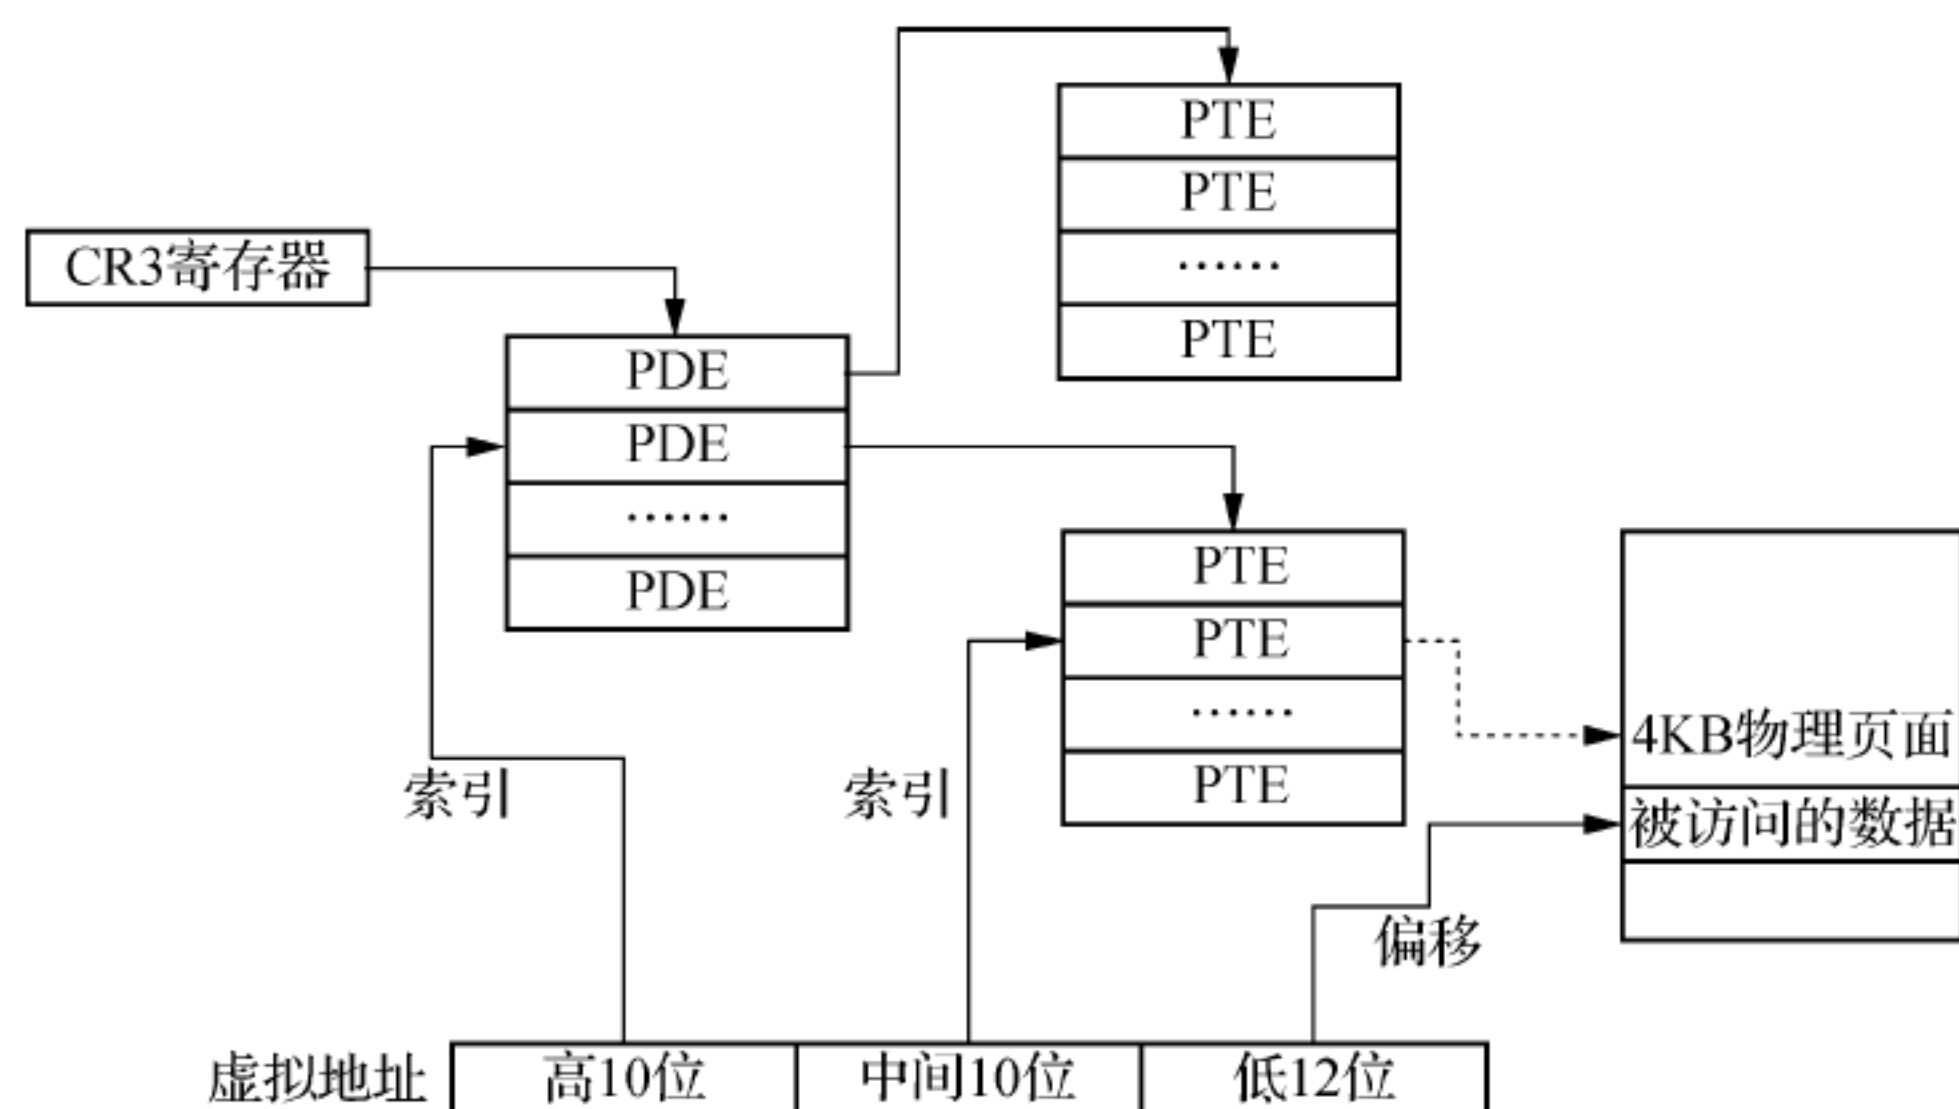 PTE
PTE
……
PTE
CR3寄存器
PDE
PDE
……
PDE
PTE
PTE
……
PTE
4KB物理页面
被访问的数据
索引
索引
偏移
虚拟地址
高10位
中间10位
低12位